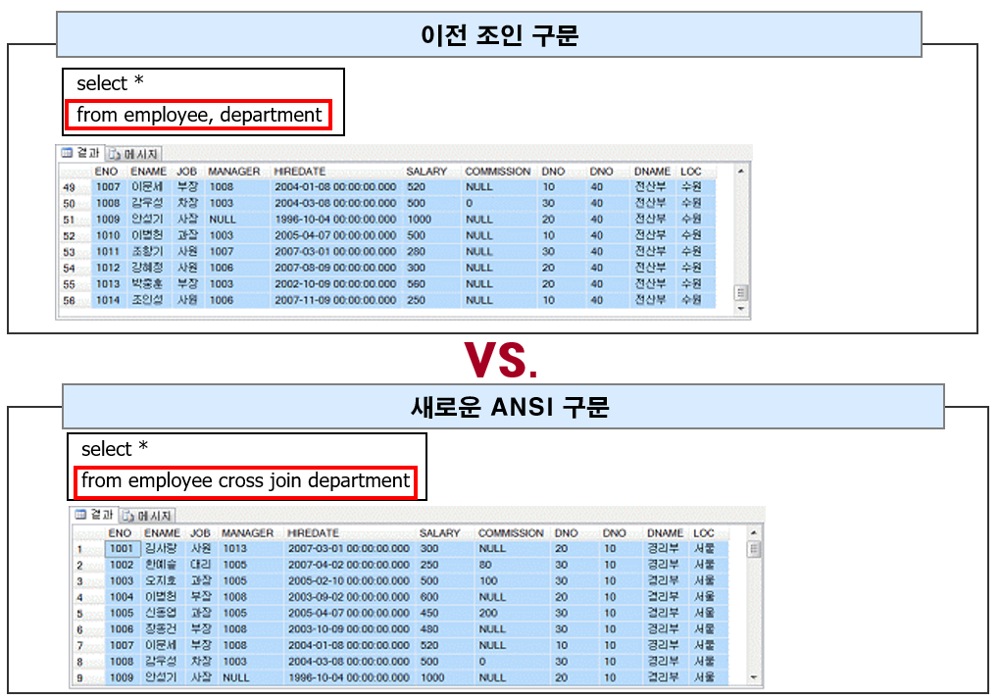 이전 조인 구문
select *
from employee, department
결과 메시지
ENO ENAME JOB MANAGER HIREDATE SALARY COMMISSION DNO DNO DNAME LOC
49 1007 이문세 부장 1008 2004-01-08 00:00:00.000 520 NULL 10 40 전산부 수원
50 1008 감우성 차장 1003 2004-03-08 00:00:00.000 500 0 30 40 전산부 수원
51 1009 안성기 사장 NULL 1996-10-04 00:00:00.000 1000 NULL 20 40 전산부 수원
52 1010 이병헌 과장 1003 2005-04-07 00:00:00.000 500 NULL 10 40 전산부 수원
53 1011 조향기 사원 1007 2007-03-01 00:00:00.000 280 NULL 30 40 전산부 수원
54 1012 강혜정 사원 1006 2007-08-09 00:00:00.000 300 NULL 20 40 전산부 수원
55 1013 박중훈 부장 1003 2002-10-09 00:00:00.000 560 NULL 20 40 전산부 수원
56 1014 조인성 사원 1006 2007-11-09 00:00:00.000 250 NULL 10 40 전산부 수원
VS.
새로운 ANSI 구문
select *
from employee cross join department
결과 메시지
ENO ENAME JOB MANAGER HIREDATE SALARY COMMISSION DNO DNO DNAME LOC
1 1001 김사랑 사원 1013 2007-03-01 00:00:00.000 300 NULL 20 10 경리부 서울
2 1002 한예슬 대리 1005 2007-04-02 00:00:00.000 250 80 30 10 경리부 서울
3 1003 오지호 과장 1005 2005-02-10 00:00:00.000 500 100 30 10 경리부 서울
4 1004 이병헌 부장 1008 2003-09-02 00:00:00.000 600 NULL 20 10 경리부 서울
5 1005 신동엽 과장 1005 2005-04-07 00:00:00.000 450 200 30 10 경리부 서울
6 1006 장동건 부장 1008 2003-10-09 00:00:00.000 480 NULL 30 10 경리부 서울
7 1007 이문세 부장 1008 2004-01-08 00:00:00.000 520 NULL 10 10 경리부 서울
8 1008 감우성 차장 1003 2004-03-08 00:00:00.000 500 0 30 10 경리부 서울
9 1009 안성기 사장 NULL 1996-10-04 00:00:00.000 1000 NULL 20 10 경리부 서울